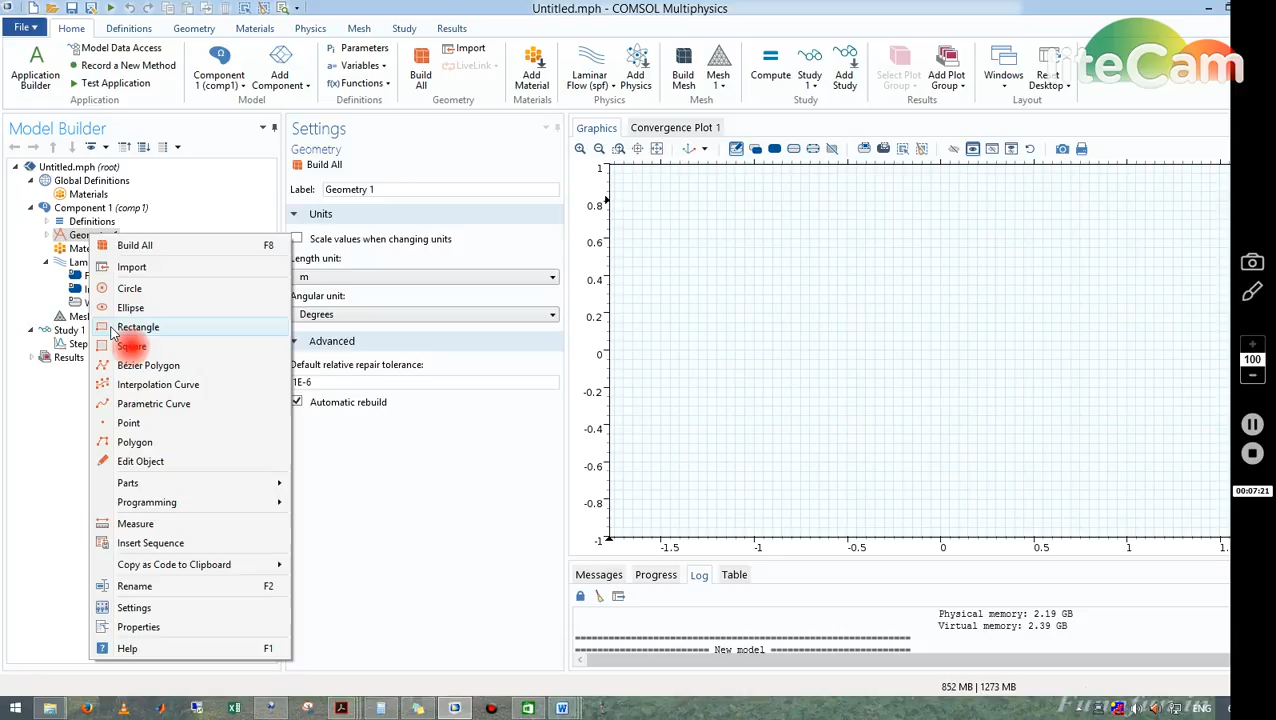 Untitled.mph - COMSOL Multiphysics
File Home Definitions Geometry Materials Physics Mesh Study Results
Application Builder
Model Data Access
Record a New Method
Test Application
Application
Component 1 (comp1)
Add Component
Model
Parameters
Variables
f(x) Functions
Definitions
Build All
Import
LiveLink
Geometry
Add Material
Materials
Laminar Flow (spf)
Add Physics
Physics
Build Mesh
Mesh 1
Mesh
Compute
Study 1
Add Study
Study
Select Plot Group
Add Plot Group
Results
Windows
Reset Desktop
Layout
iteCam
Model Builder
Untitled.mph (root)
Global Definitions
Materials
Component 1 (comp1)
Definitions
Study 1
Results
Build All F8
Import
Circle
Ellipse
Rectangle
Square
Bézier Polygon
Interpolation Curve
Parametric Curve
Point
Polygon
Edit Object
Parts
Programming
Measure
Insert Sequence
Copy as Code to Clipboard
Rename F2
Settings
Properties
Help F1
Settings
Geometry
Build All
Label: Geometry 1
Units
Scale values when changing units
Length unit:
m
Angular unit:
Degrees
Advanced
Default relative repair tolerance:
1E-6
Automatic rebuild
Graphics Convergence Plot 1
1
0.8
0.6
0.4
0.2
0
-0.2
-0.4
-0.6
-0.8
-1
-1.5 -1 -0.5 0 0.5 1
Messages Progress Log Table
Physical memory: 2.19 GB
Virtual memory: 2.39 GB
New model
852 MB | 1273 MB
100
00:07:21
ENG